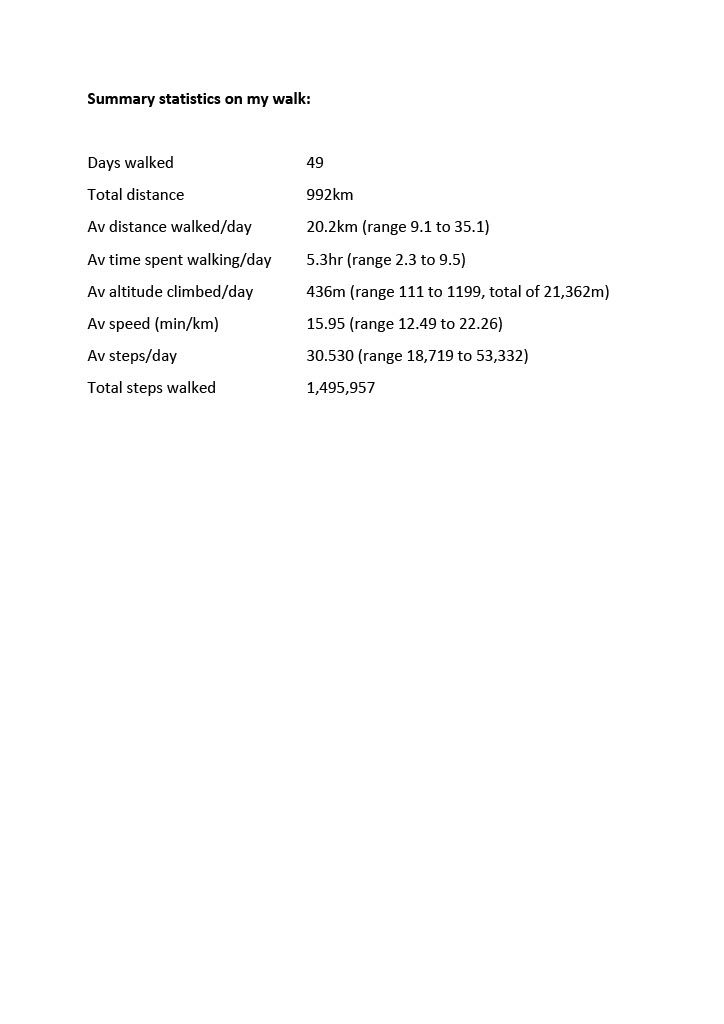 Summary statistics on my walk:
Days walked 49
Total distance 992km
Av distance walked/day 20.2km (range 9.1 to 35.1)
Av time spent walking/day 5.3hr (range 2.3 to 9.5)
Av altitude climbed/day 436m (range 111 to 1199, total of 21,362m)
Av speed (min/km) 15.95 (range 12.49 to 22.26)
Av steps/day 30.530 (range 18,719 to 53,332)
Total steps walked 1,495,957